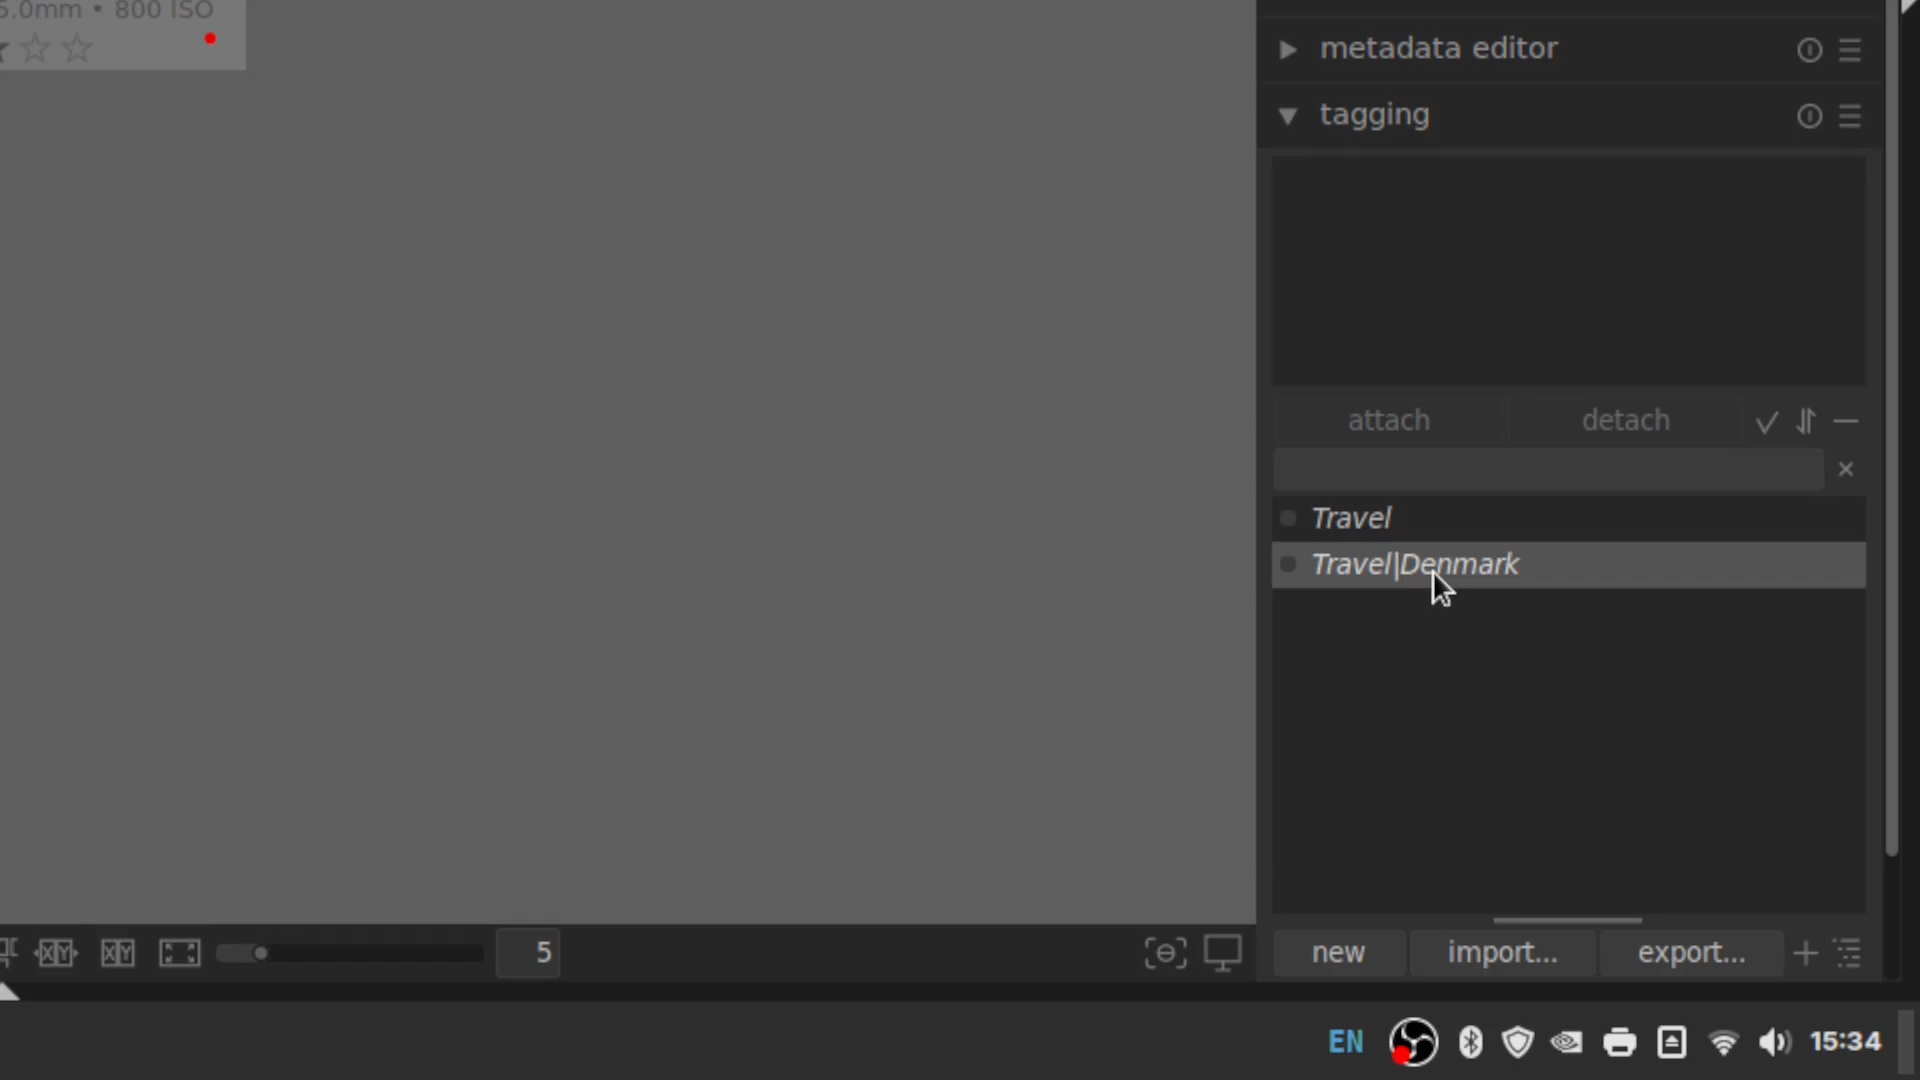 5.0mm • 800 ISO
metadata editor
tagging
attach detach
Travel
Travel|Denmark
5
new import... export...
EN 15:34